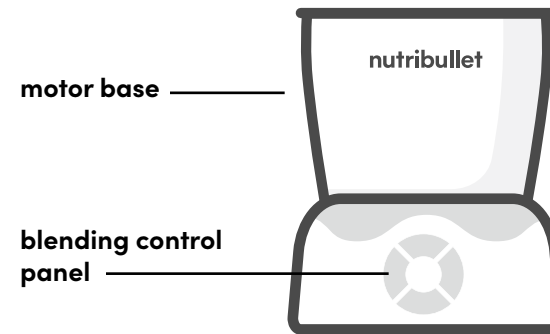 nutribullet
motor base
blending control
panel